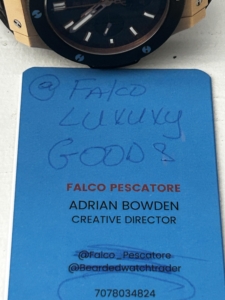 @ Falco
Luxury
Goods
FALCO PESCATORE
ADRIAN BOWDEN
CREATIVE DIRECTOR
@Falco_Pescatore
@Beardedwatchtrader
7078034824